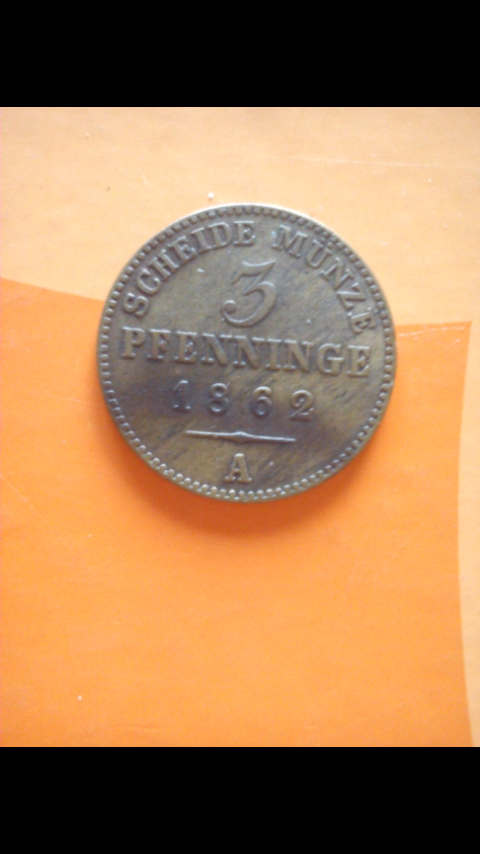 SCHEIDE MÜNZE
3
PFENNINGE
1862
A